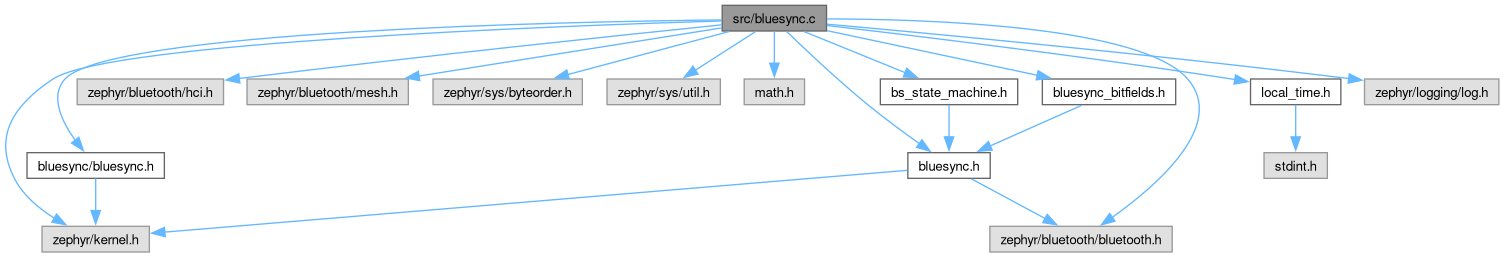 src/bluesync.c
zephyr/bluetooth/hci.h
zephyr/bluetooth/mesh.h
zephyr/sys/byteorder.h
zephyr/sys/util.h
math.h
bs_state_machine.h
bluesync_bitfields.h
local_time.h
zephyr/logging/log.h
bluesync/bluesync.h
bluesync.h
stdint.h
zephyr/kernel.h
zephyr/bluetooth/bluetooth.h